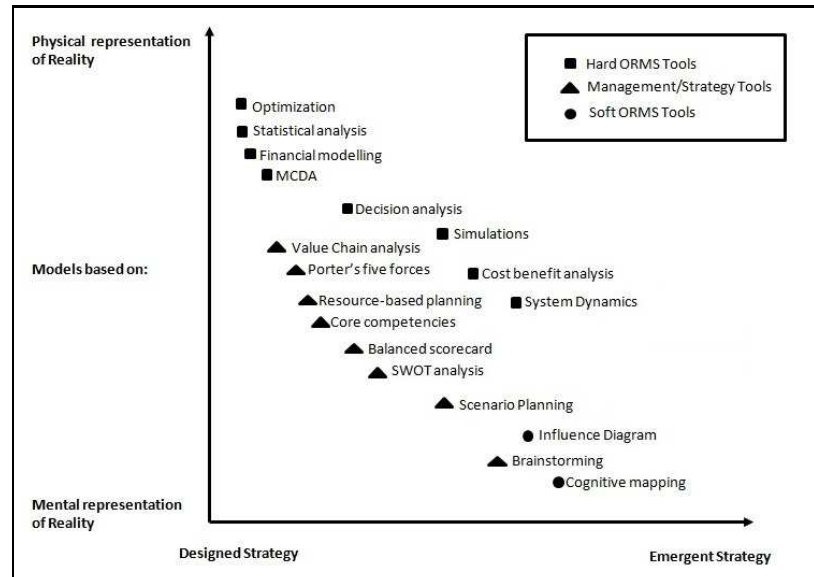 Physical representation
of Reality
Hard ORMS Tools
Management/Strategy Tools
Soft ORMS Tools
Optimization
Statistical analysis
Financial modelling
MCDA
Decision analysis
Simulations
Value Chain analysis
Models based on:
Porter's five forces
Cost benefit analysis
Resource-based planning
System Dynamics
Core competencies
Balanced scorecard
SWOT analysis
Scenario Planning
Influence Diagram
Brainstorming
Cognitive mapping
Mental representation
of Reality
Designed Strategy
Emergent Strategy